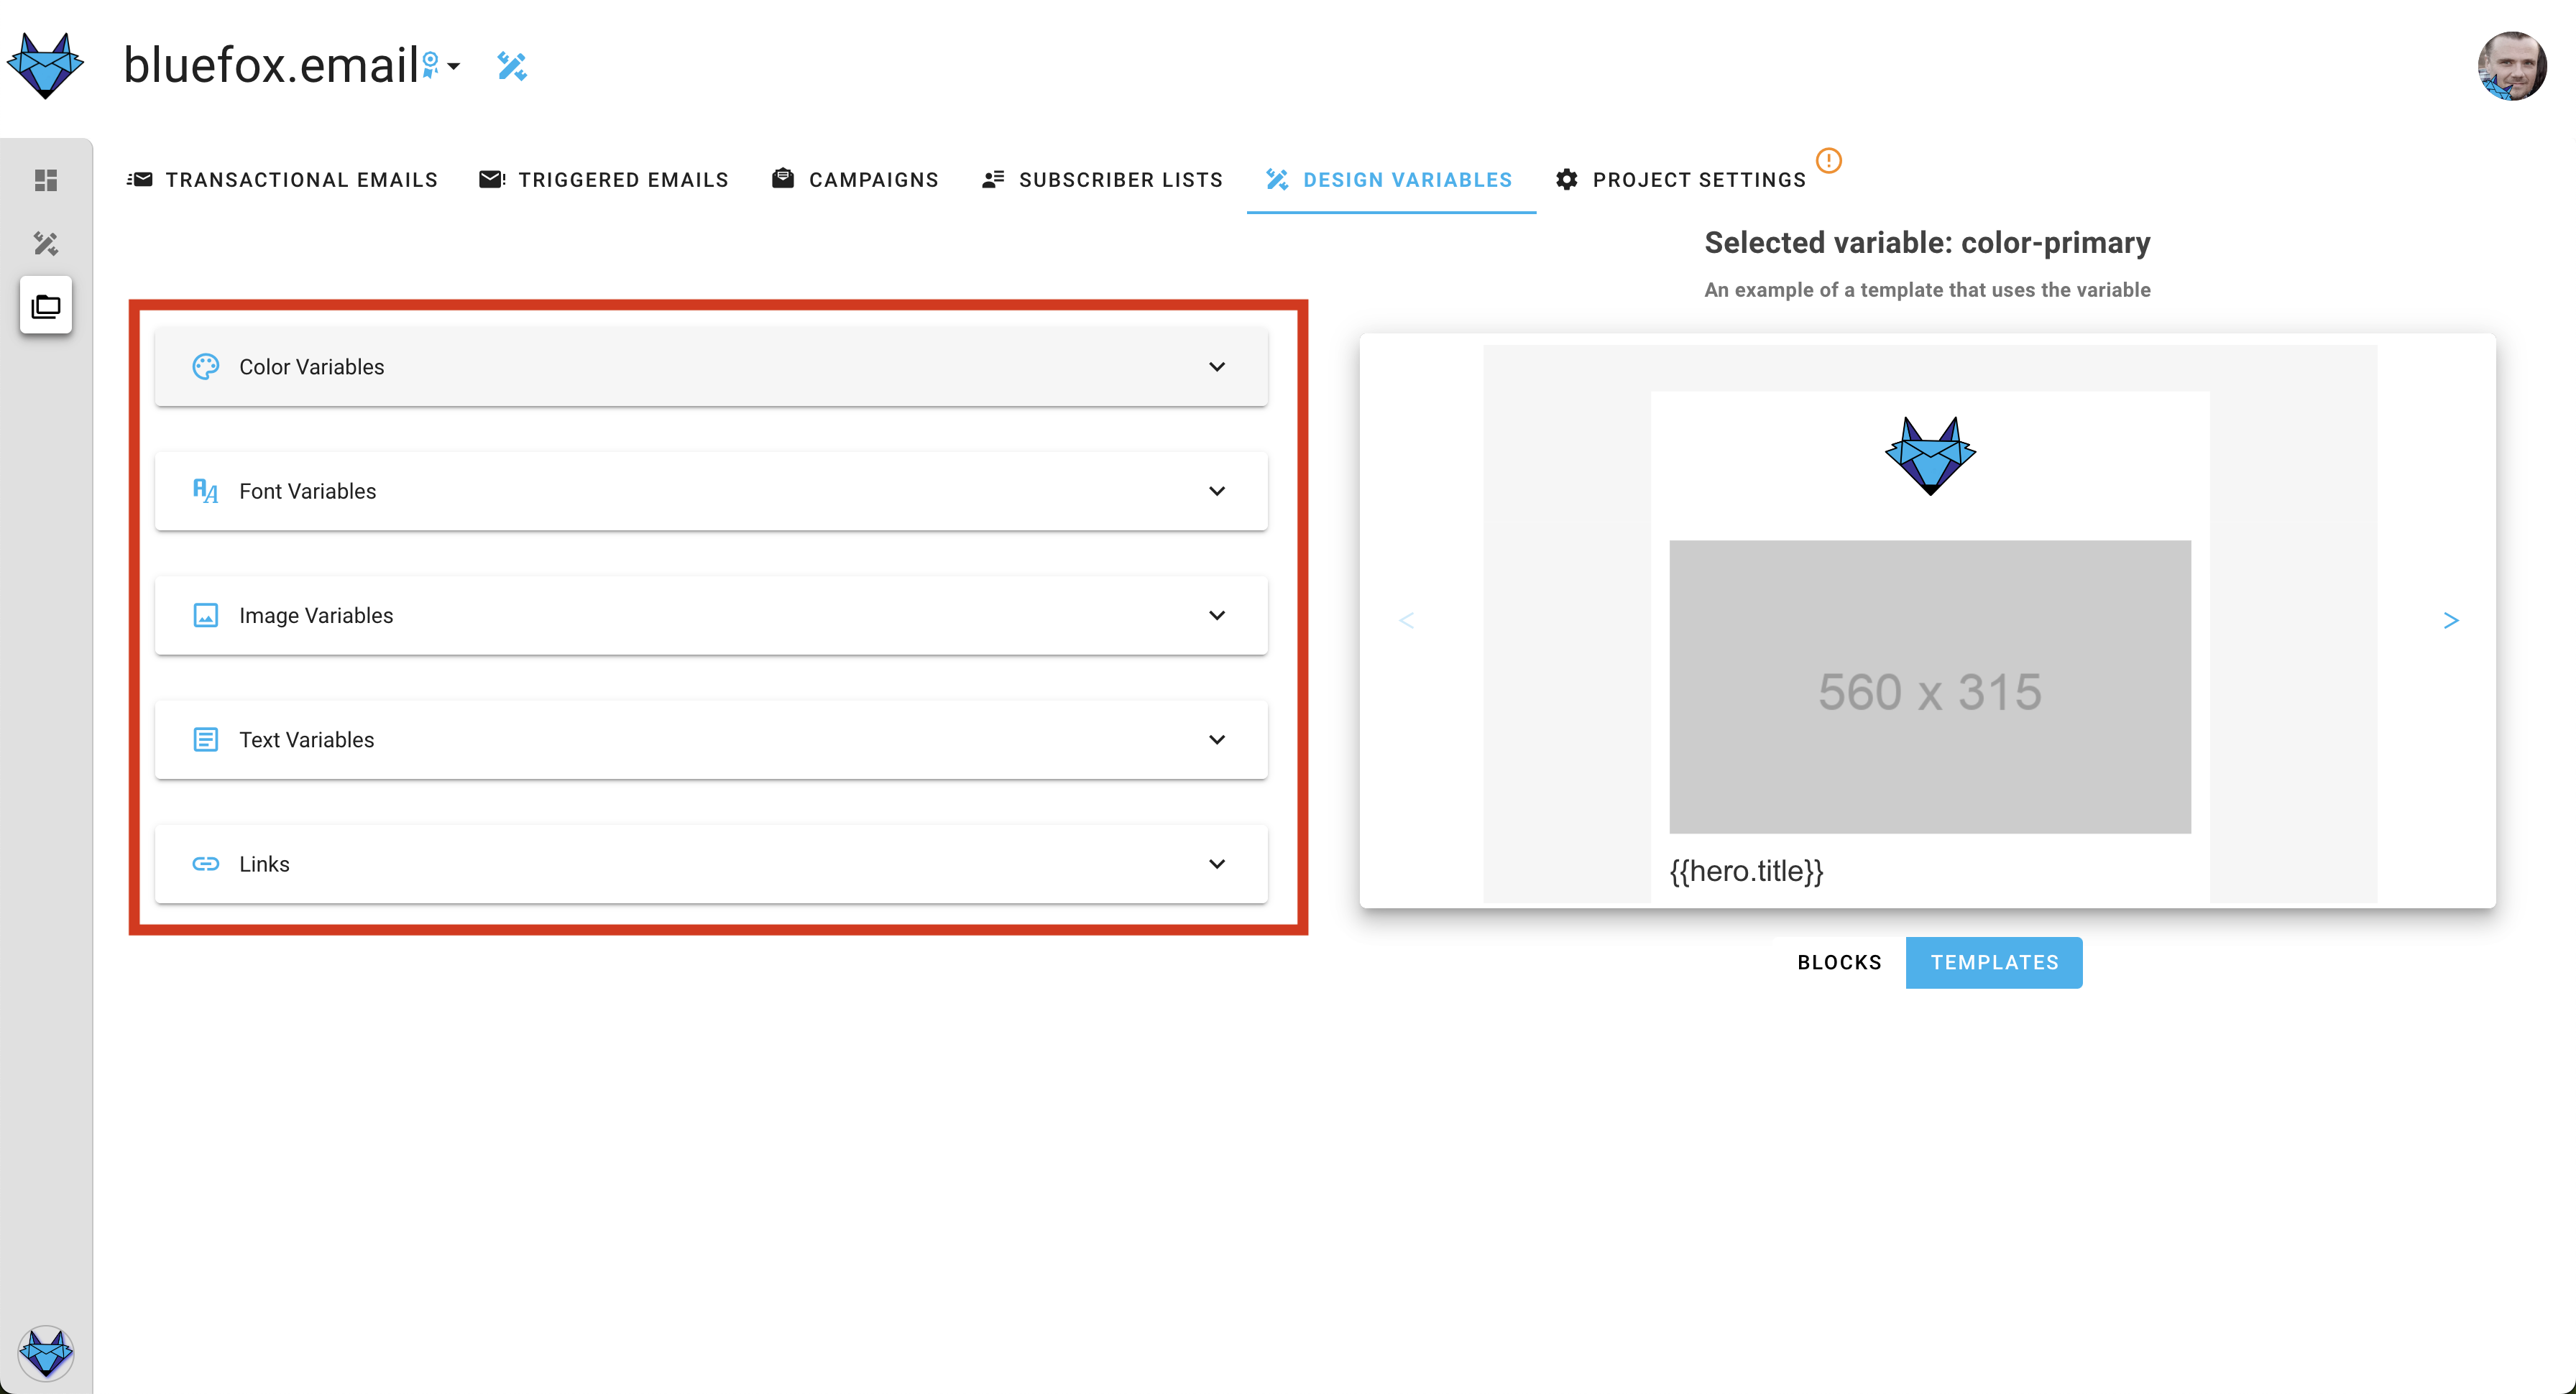 bluefox.email
TRANSACTIONAL EMAILS
TRIGGERED EMAILS
CAMPAIGNS
SUBSCRIBER LISTS
DESIGN VARIABLES
PROJECT SETTINGS
Selected variable: color-primary
An example of a template that uses the variable
Color Variables
Font Variables
Image Variables
Text Variables
Links
<
560 x 315
>
{{hero.title}}
BLOCKS
TEMPLATES